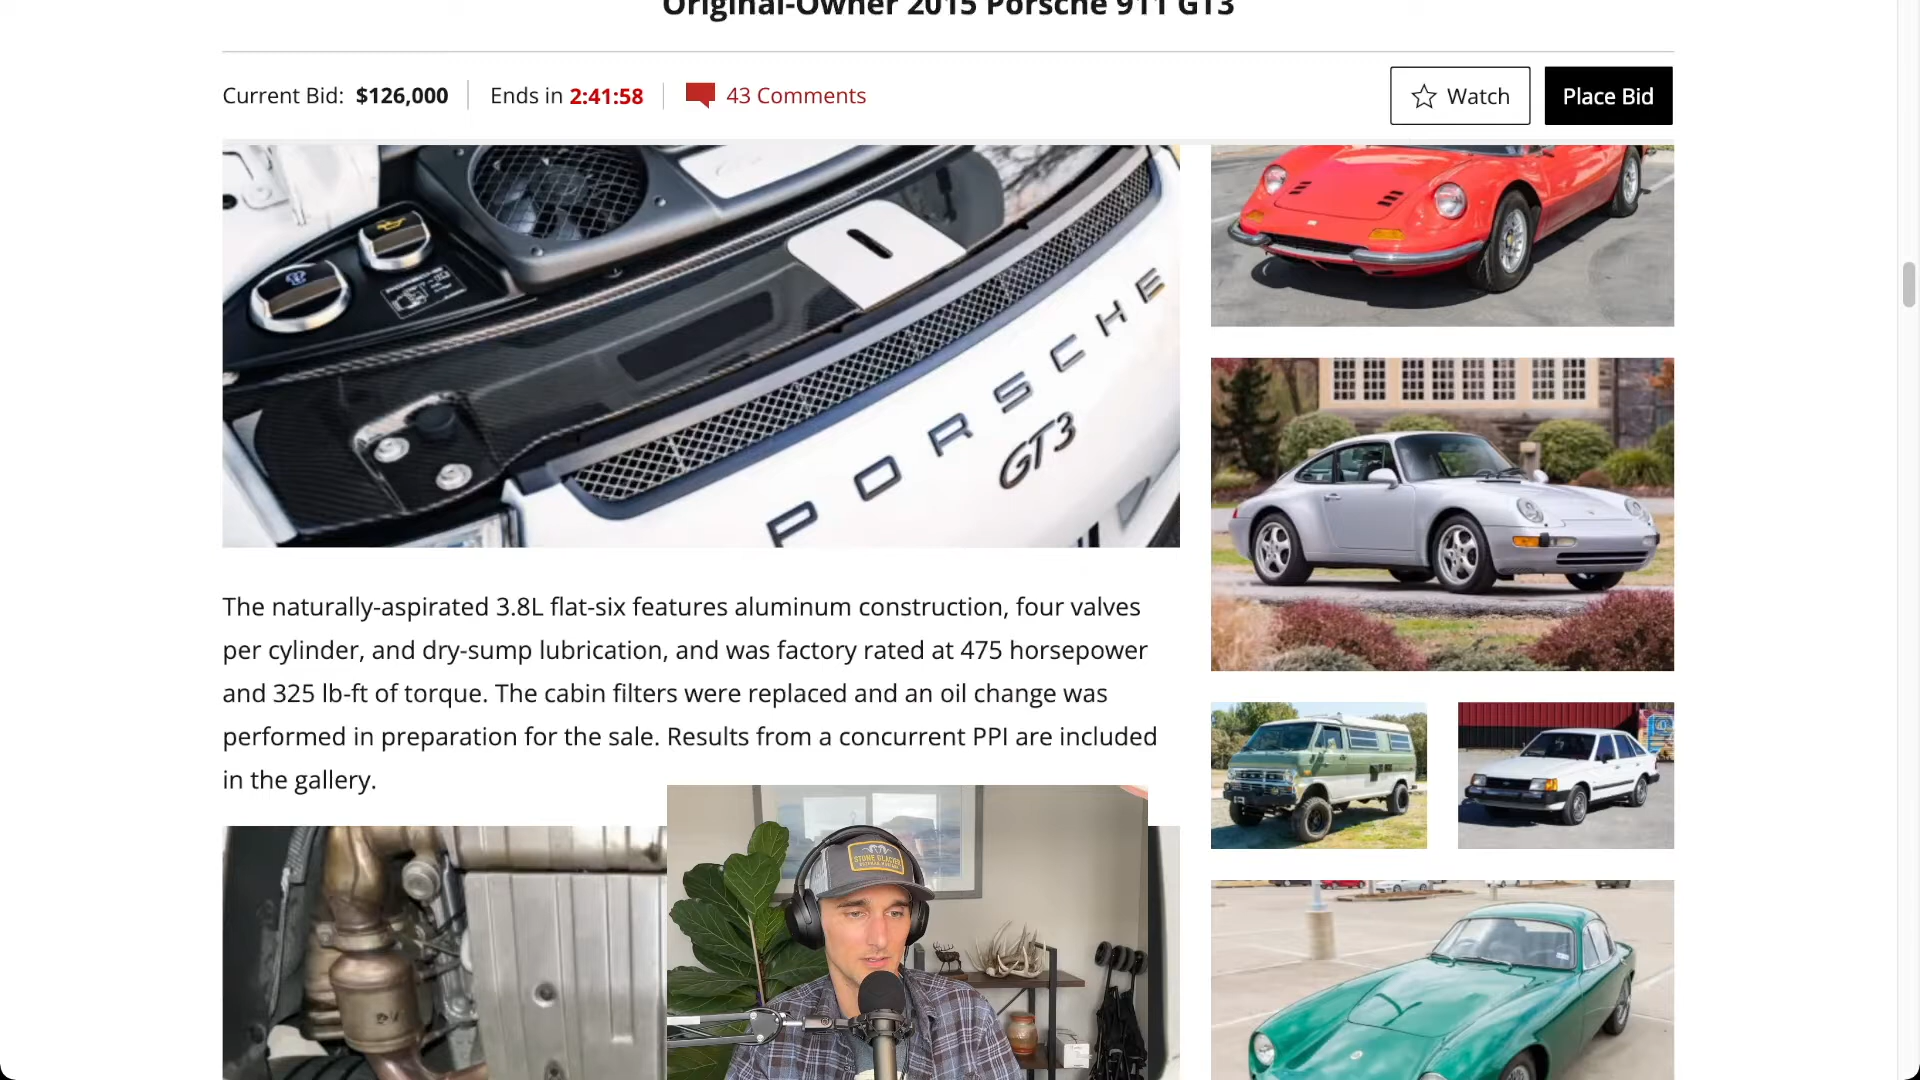 Original-Owner 2015 Porsche 911 GT3
Current Bid: $126,000
Ends in 2:41:58
43 Comments
Watch
Place Bid
PORSCHE
GT3
The naturally-aspirated 3.8L flat-six features aluminum construction, four valves
per cylinder, and dry-sump lubrication, and was factory rated at 475 horsepower
and 325 lb-ft of torque. The cabin filters were replaced and an oil change was
performed in preparation for the sale. Results from a concurrent PPI are included
in the gallery.
STONE GLACIER